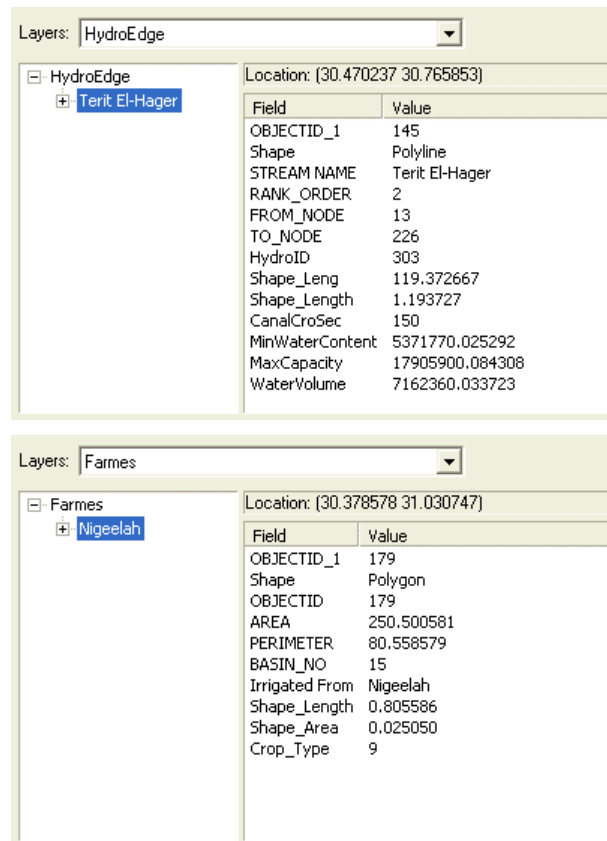 Layers: HydroEdge
HydroEdge
Terit El-Hager
Location: (30.470237 30.765853)
Field Value
OBJECTID_1 145
Shape Polyline
STREAM NAME Terit El-Hager
RANK_ORDER 2
FROM_NODE 13
TO_NODE 226
HydroID 303
Shape_Leng 119.372667
Shape_Length 1.193727
CanalCroSec 150
MinWaterContent 5371770.025292
MaxCapacity 17905900.084308
WaterVolume 7162360.033723
Layers: Farmes
Farmes
Nigeelah
Location: (30.378578 31.030747)
Field Value
OBJECTID_1 179
Shape Polygon
OBJECTID 179
AREA 250.500581
PERIMETER 80.558579
BASIN_NO 15
Irrigated From Nigeelah
Shape_Length 0.805586
Shape_Area 0.025050
Crop_Type 9